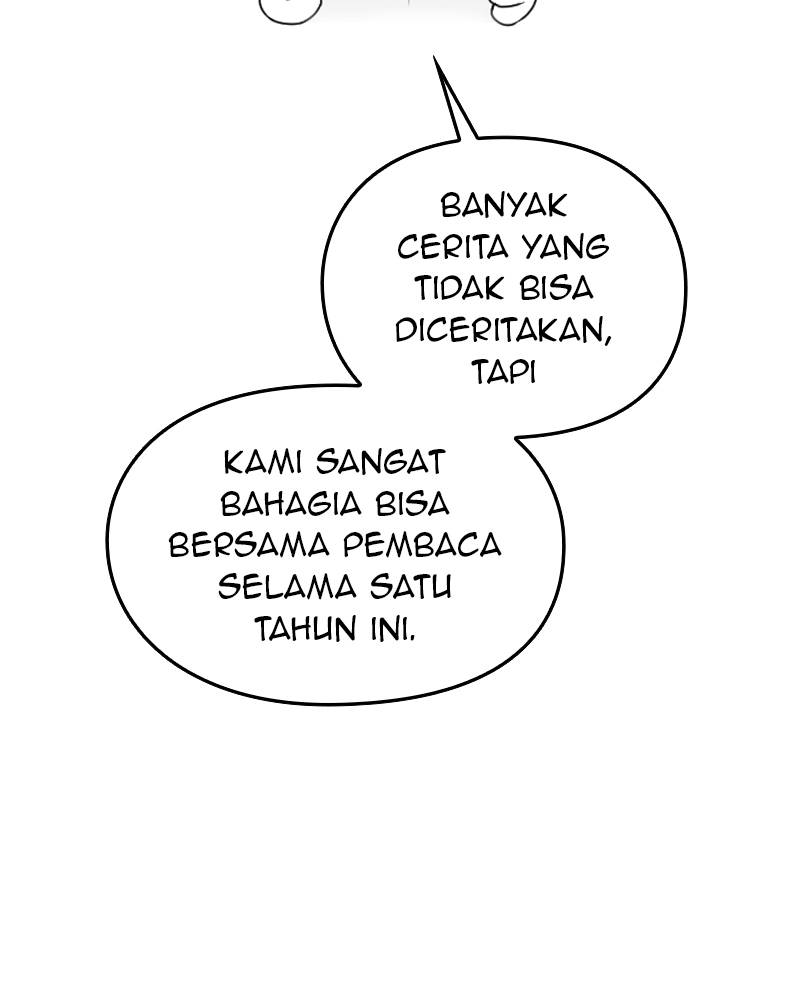 BANYAK
CERITA YANG
TIDAK BISA
DICERITAKAN,
TAPI
KAMI SANGAT
BAHAGIA BISA
BERSAMA PEMBACA
SELAMA SATU
TAHUN INI.